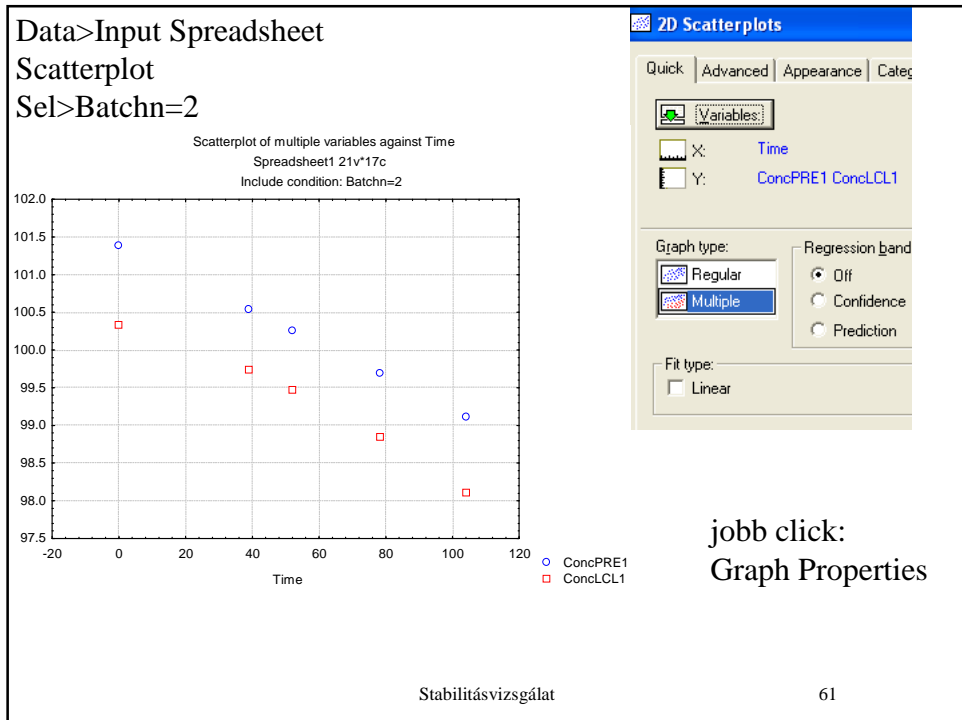 Data>Input Spreadsheet
Scatterplot
Sel>Batchn=2
Scatterplot of multiple variables against Time
Spreadsheet1 21v*17c
Include condition: Batchn=2
102.0
101.5
101.0
100.5
100.0
99.5
99.0
98.5
98.0
97.5
-20 0 20 40 60 80 100 120
Time
ConcPRE1
ConcLCL1
2D Scatterplots
Quick Advanced Appearance Categ
Variables:
X: Time
Y: ConcPRE1 ConcLCL1
Graph type:
Regular
Multiple
Regression band
Off
Confidence
Prediction
Fit type:
Linear
jobb click:
Graph Properties
Stabilitásvizsgálat 61